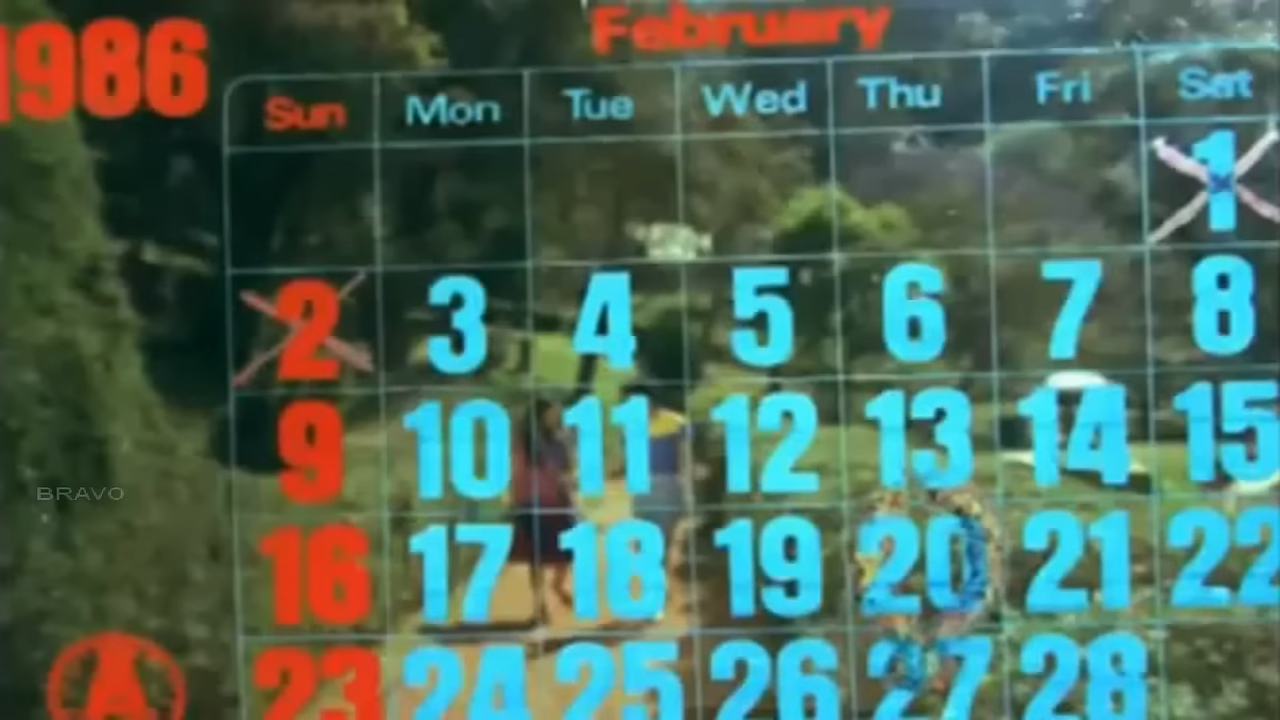 1986 February
Sun Mon Tue Wed Thu Fri Sat
1
2 3 4 5 6 7 8
9 10 11 12 13 14 15
BRAVO
16 17 18 19 20 21 22
23 24 25 26 27 28